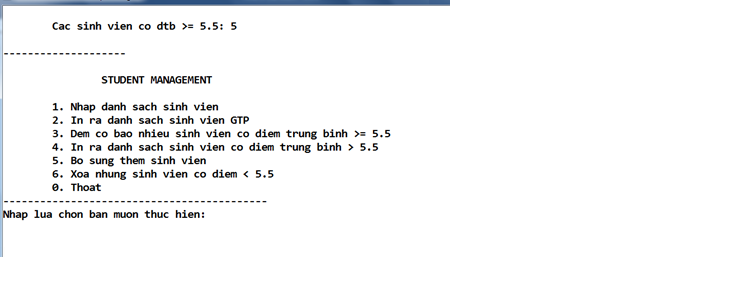 Cac sinh vien co dtb >= 5.5: 5
--------------------
STUDENT MANAGEMENT
1. Nhap danh sach sinh vien
2. In ra danh sach sinh vien GTP
3. Dem co bao nhieu sinh vien co diem trung binh >= 5.5
4. In ra danh sach sinh vien co diem trung binh > 5.5
5. Bo sung them sinh vien
6. Xoa nhung sinh vien co diem < 5.5
0. Thoat
-------------------------------------------
Nhap lua chon ban muon thuc hien: